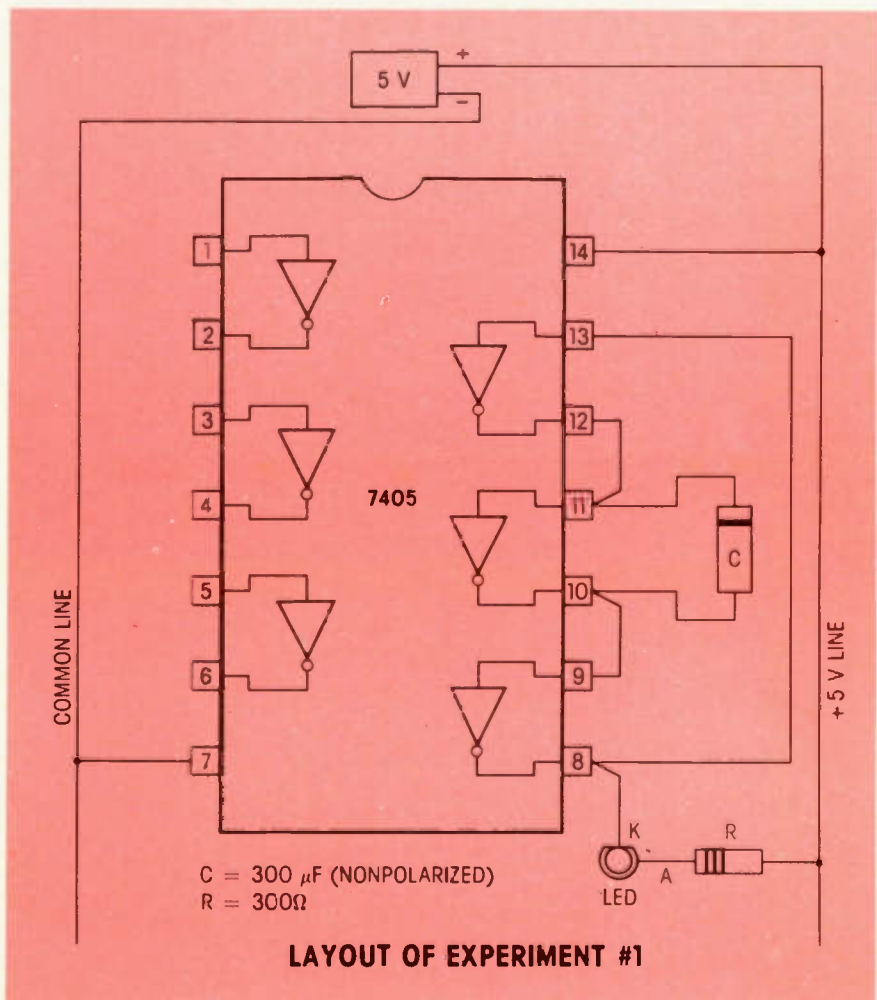 +
5 V
−
1
14
2
13
3
12
7405
4
11
C
5
10
6
9
7
8
COMMON LINE
+5 V LINE
K
R
A
LED
C = 300 μF (NONPOLARIZED)
R = 300Ω
LAYOUT OF EXPERIMENT #1